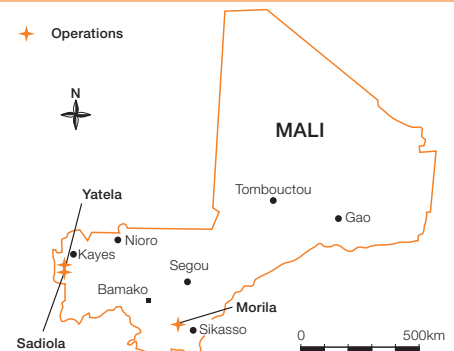 Operations
N
MALI
Yatela
Tombouctou
Gao
Nioro
Kayes
Segou
Bamako
Morila
Sadiola
Sikasso
0 500km